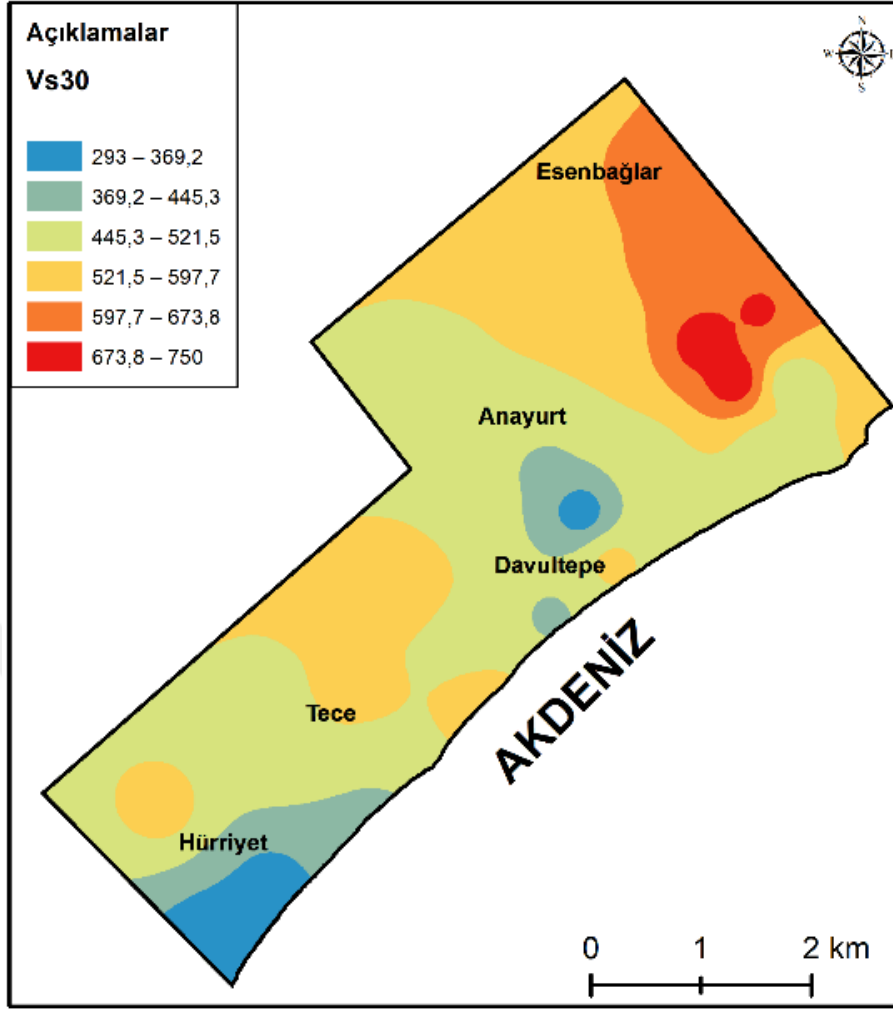 Açıklamalar
Vs30
293 – 369,2
369,2 – 445,3
445,3 – 521,5
521,5 – 597,7
597,7 – 673,8
673,8 – 750
N
W
S
Esenbağlar
Anayurt
Davultepe
AKDENİZ
Tece
Hürriyet
0 1 2 km